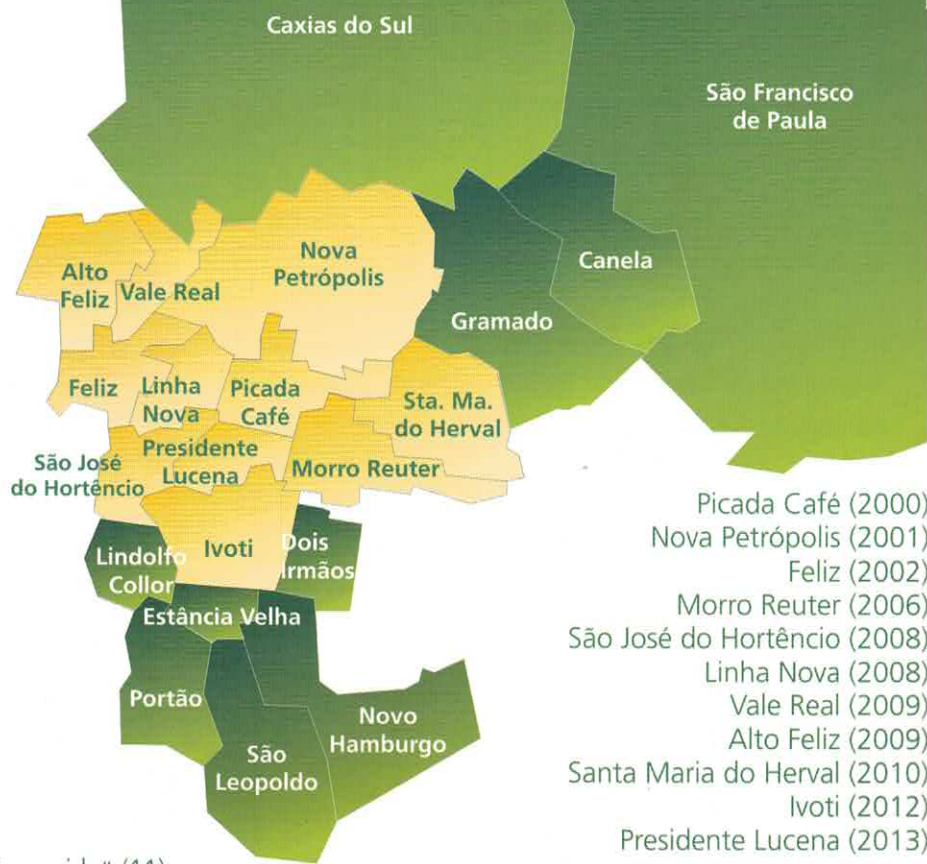 Caxias do Sul
São Francisco
de Paula
Nova
Petrópolis
Canela
Alto
Feliz
Vale Real
Gramado
Feliz
Linha
Nova
Picada
Café
Sta. Ma.
do Herval
São José
do Hortêncio
Presidente
Lucena
Morro Reuter
Ivoti
Lindolfo
Collor
Dois
Irmãos
Estância Velha
Portão
Novo
Hamburgo
São
Leopoldo
Picada Café (2000)
Nova Petrópolis (2001)
Feliz (2002)
Morro Reuter (2006)
São José do Hortêncio (2008)
Linha Nova (2008)
Vale Real (2009)
Alto Feliz (2009)
Santa Maria do Herval (2010)
Ivoti (2012)
Presidente Lucena (2013)
(11)